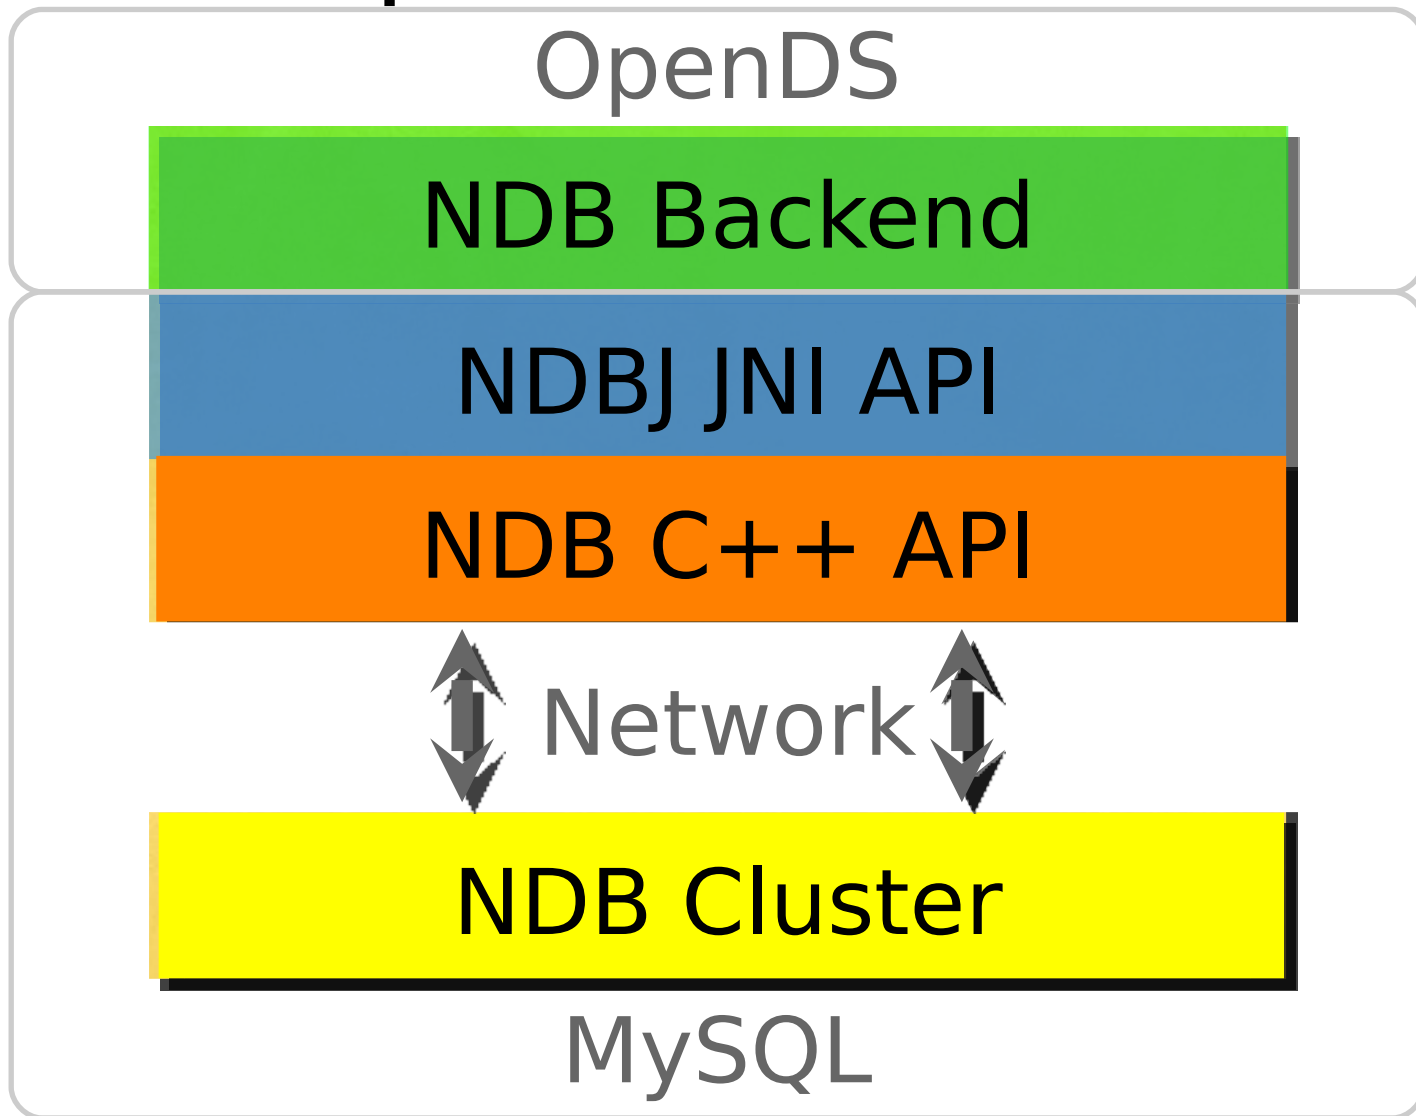 OpenDS
NDB Backend
NDBJ JNI API
NDB C++ API
Network
NDB Cluster
MySQL